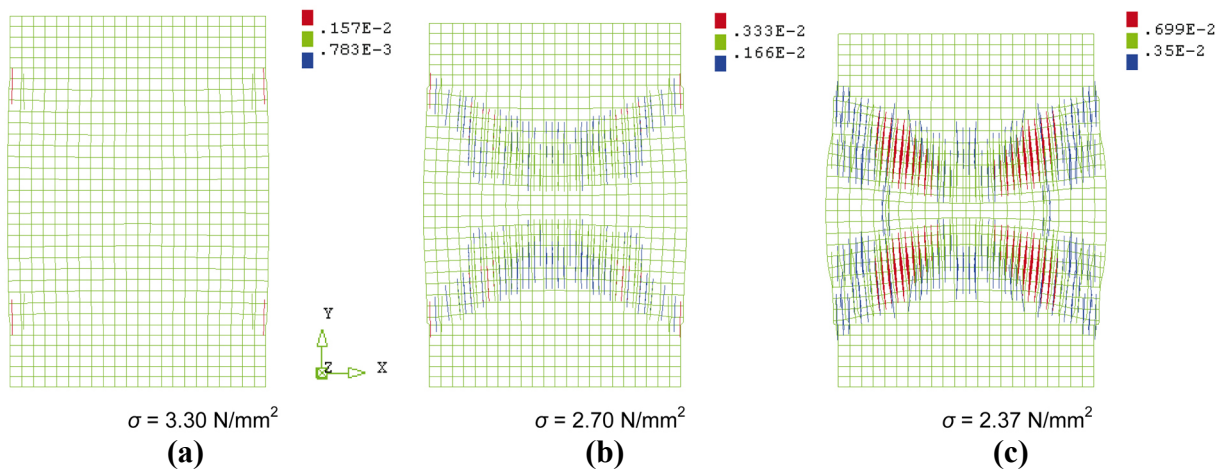 .157E-2
.783E-3
.333E-2
.166E-2
.699E-2
.35E-2
Y
Z X
σ = 3.30 N/mm²
σ = 2.70 N/mm²
σ = 2.37 N/mm²
(a)
(b)
(c)